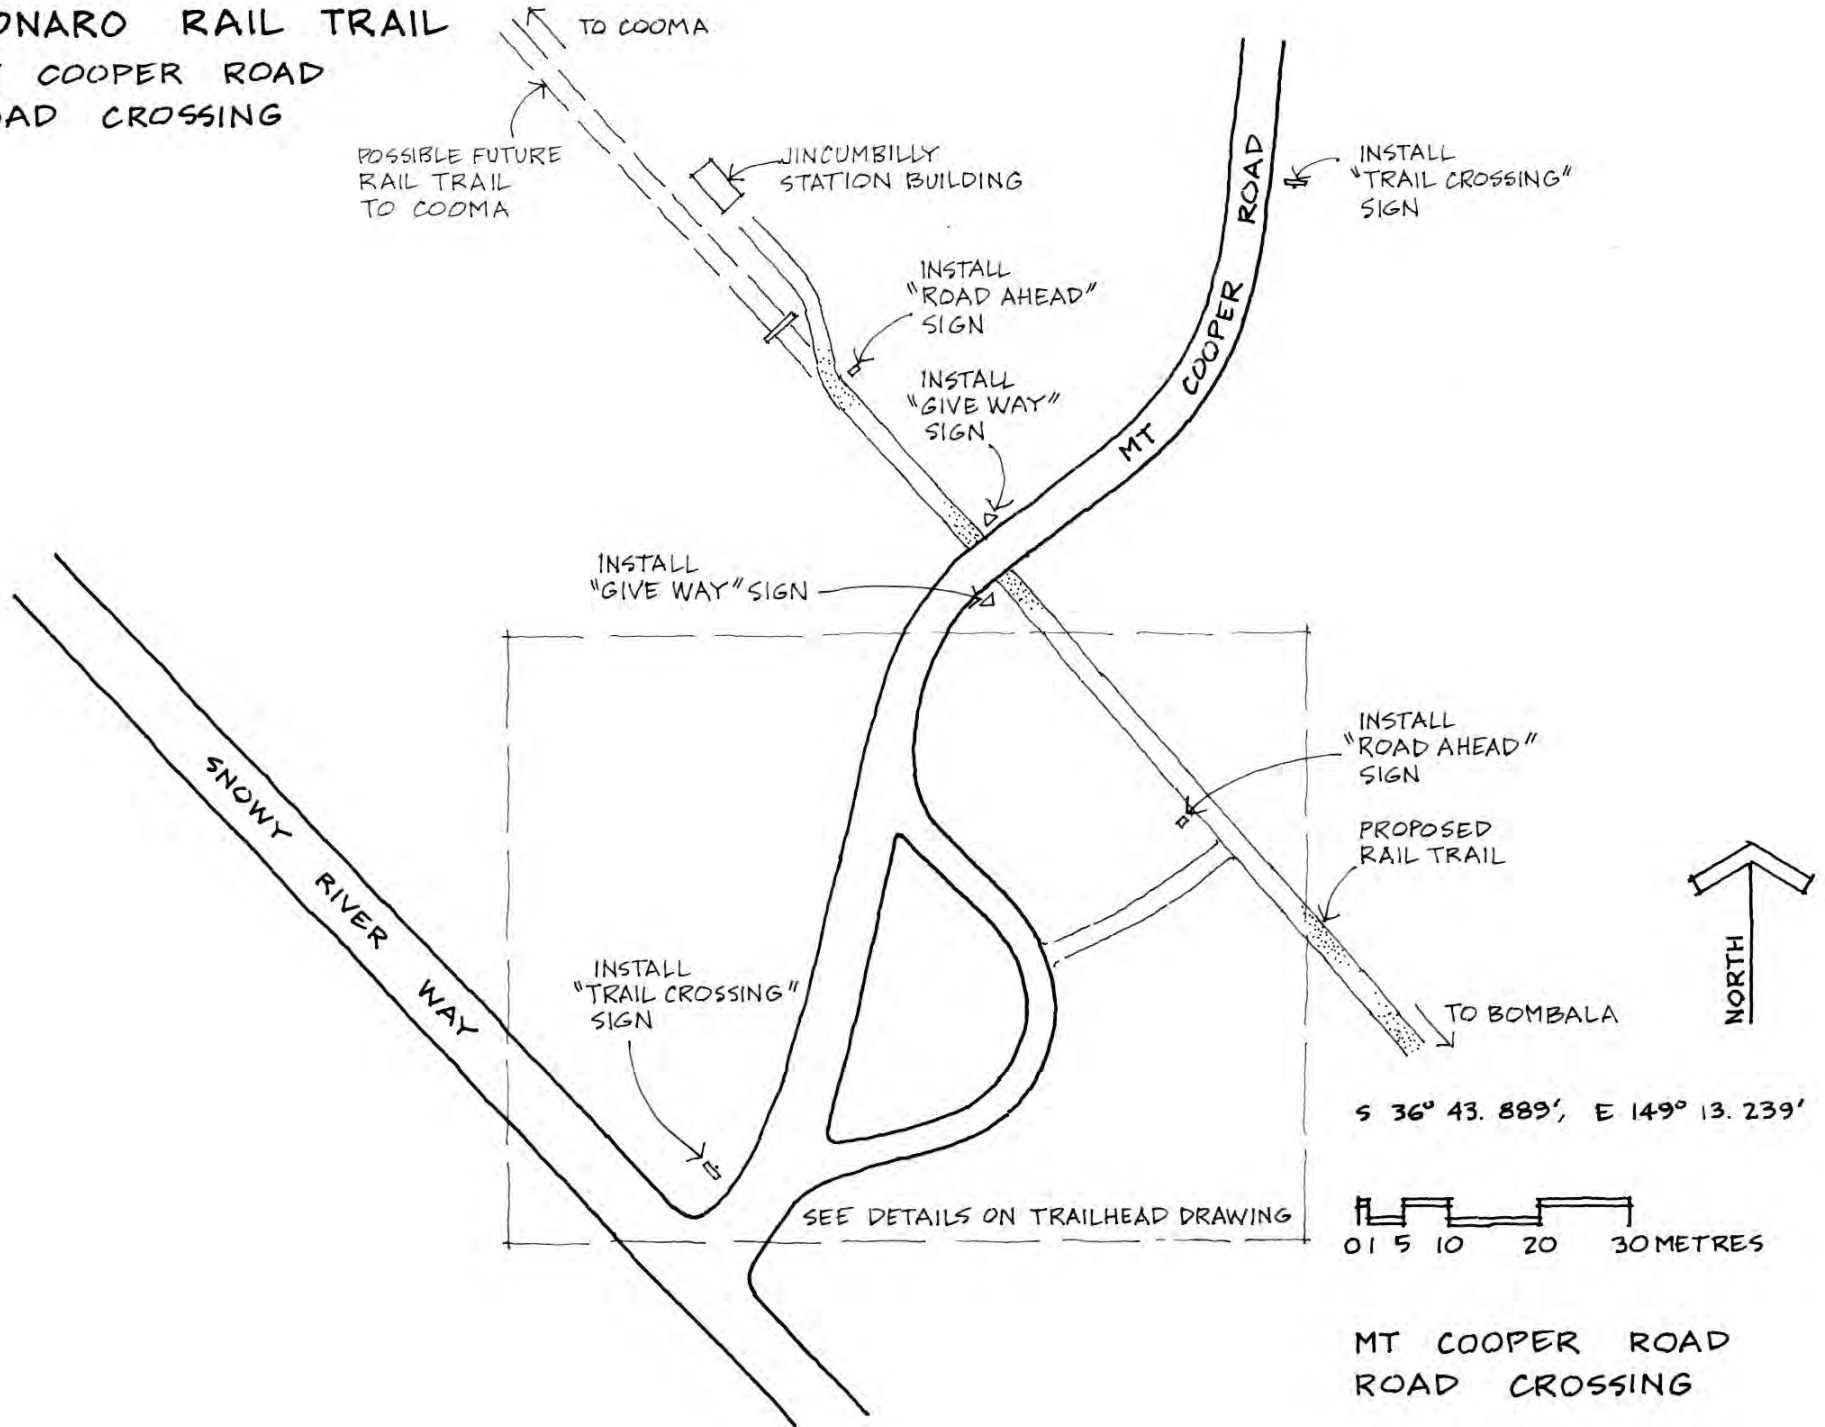 ONARO RAIL TRAIL
COOPER ROAD
OAD CROSSING
TO COOMA
POSSIBLE FUTURE
RAIL TRAIL
TO COOMA
JINCUMBILLY
STATION BUILDING
INSTALL
"TRAIL CROSSING"
SIGN
INSTALL
"ROAD AHEAD"
SIGN
INSTALL
"GIVE WAY"
SIGN
MT COOPER ROAD
INSTALL
"GIVE WAY" SIGN
INSTALL
"ROAD AHEAD"
SIGN
PROPOSED
RAIL TRAIL
SNOWY RIVER WAY
INSTALL
"TRAIL CROSSING"
SIGN
NORTH
TO BOMBALA
S 36° 43. 889', E 149° 13. 239'
SEE DETAILS ON TRAILHEAD DRAWING
0 1 5 10 20 30 METRES
MT COOPER ROAD
ROAD CROSSING